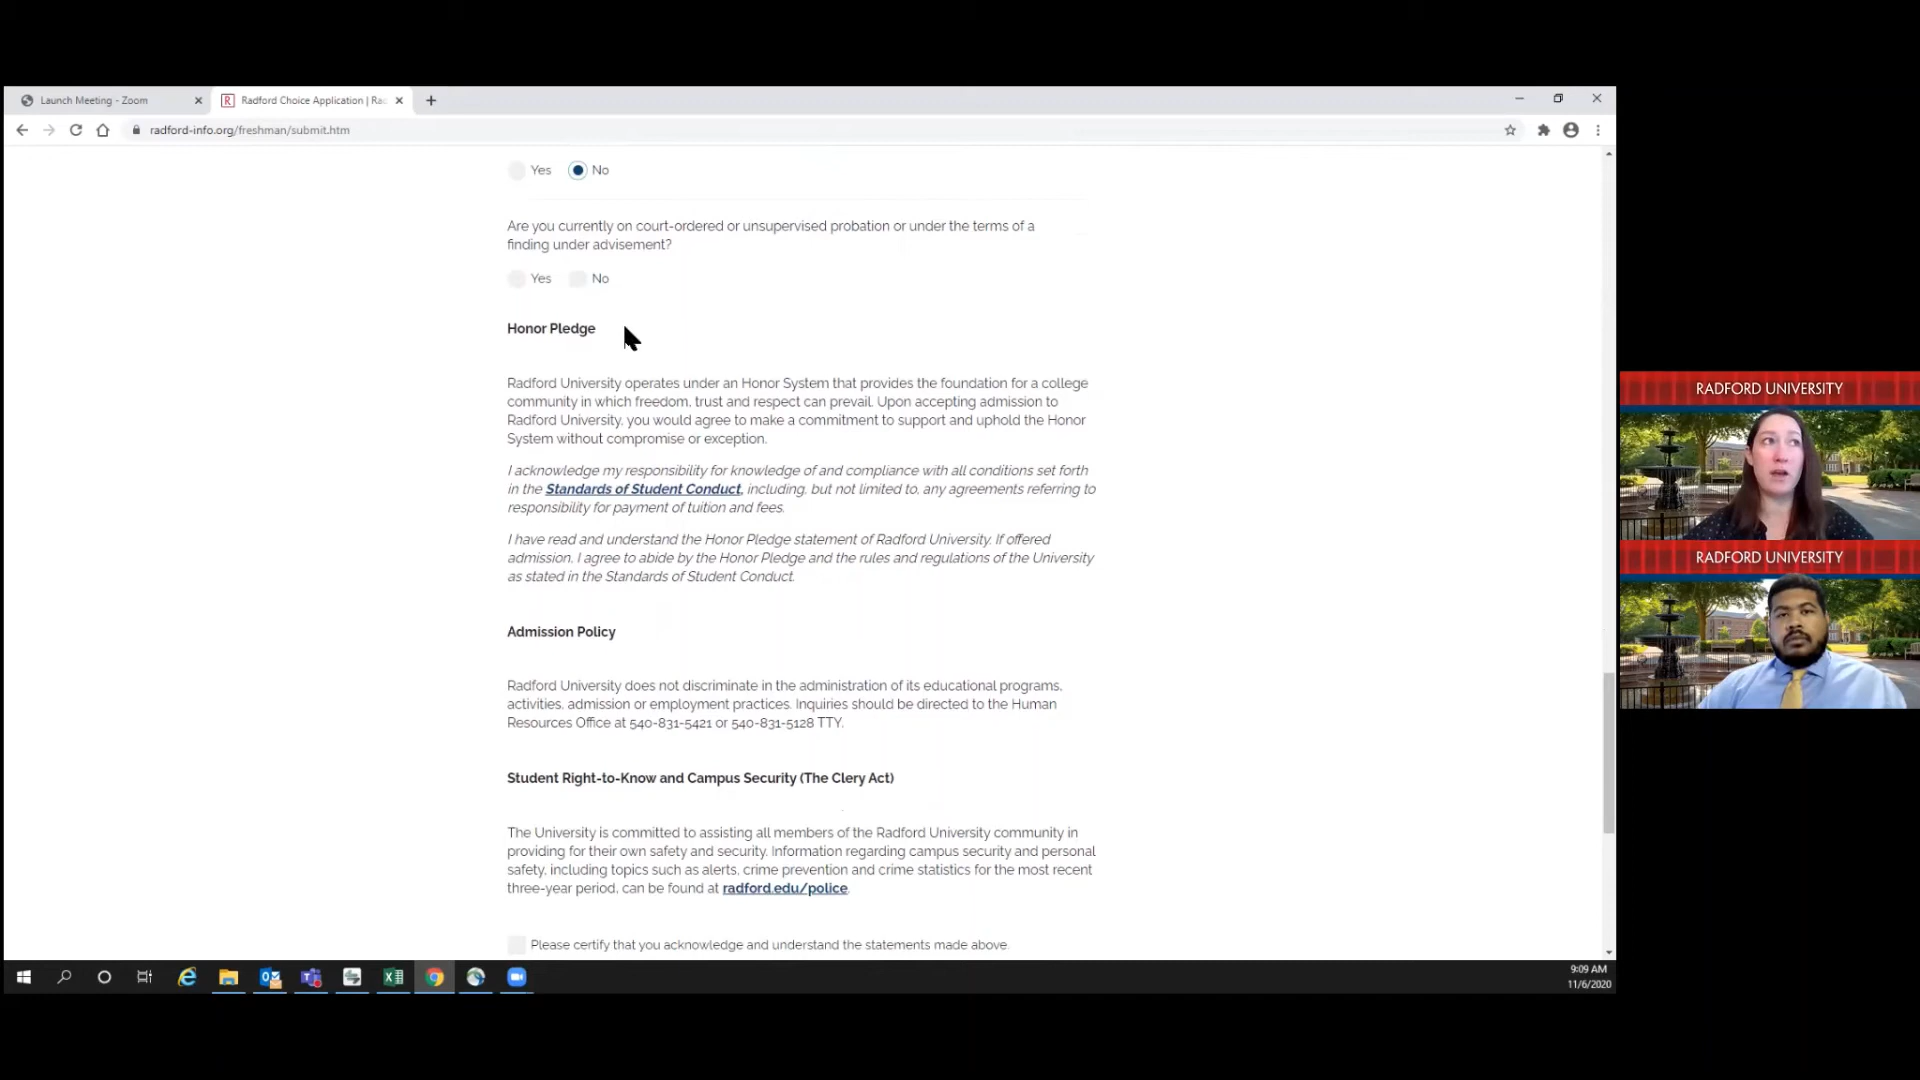 Launch Meeting - Zoom
Radford Choice Application | Ra
radford-info.org/freshman/submit.htm
Yes No
Are you currently on court-ordered or unsupervised probation or under the terms of a
finding under advisement?
Yes No
Honor Pledge
Radford University operates under an Honor System that provides the foundation for a college
community in which freedom, trust and respect can prevail. Upon accepting admission to
Radford University, you would agree to make a commitment to support and uphold the Honor
System without compromise or exception.
I acknowledge my responsibility for knowledge of and compliance with all conditions set forth
in the Standards of Student Conduct, including, but not limited to, any agreements referring to
responsibility for payment of tuition and fees.
I have read and understand the Honor Pledge statement of Radford University. If offered
admission, I agree to abide by the Honor Pledge and the rules and regulations of the University
as stated in the Standards of Student Conduct.
Admission Policy
Radford University does not discriminate in the administration of its educational programs,
activities, admission or employment practices. Inquiries should be directed to the Human
Resources Office at 540-831-5421 or 540-831-5128 TTY.
Student Right-to-Know and Campus Security (The Clery Act)
The University is committed to assisting all members of the Radford University community in
providing for their own safety and security. Information regarding campus security and personal
safety, including topics such as alerts, crime prevention and crime statistics for the most recent
three-year period, can be found at radford.edu/police.
Please certify that you acknowledge and understand the statements made above.
9:09 AM
11/6/2020
RADFORD UNIVERSITY
RADFORD UNIVERSITY